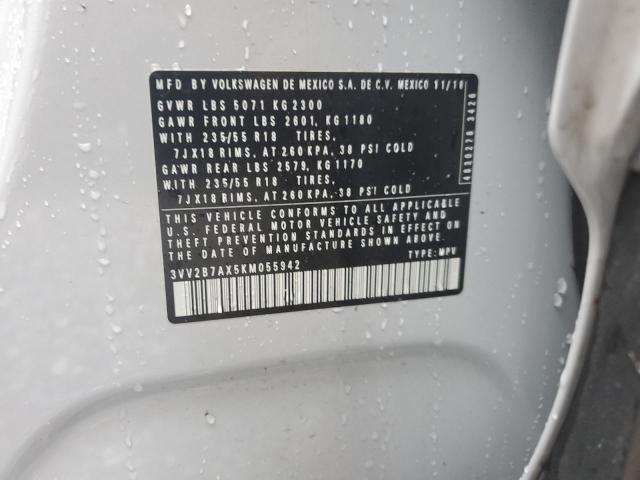 MFD BY VOLKSWAGEN DE MEXICO S.A. DE C.V. MEXICO 11/18
GVWR LBS 5071 KG 2300
GAWR FRONT LBS 2601, KG 1180
WITH 235/55 R18 TIRES,
7JX18 RIMS, AT 260 KPA, 38 PSI COLD
GAWR REAR LBS 2579, KG 1170
WITH 235/55 R18 TIRES,
7JX18 RIMS, AT 260 KPA, 38 PSI COLD
THIS VEHICLE CONFORMS TO ALL APPLICABLE
U.S. FEDERAL MOTOR VEHICLE SAFETY AND
THEFT PREVENTION STANDARDS IN EFFECT ON
THE DATE OF MANUFACTURE SHOWN ABOVE.
3VV2B7AX5KM055942 TYPE: MPV